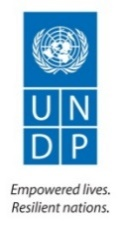 U N
D P
Empowered lives.
Resilient nations.